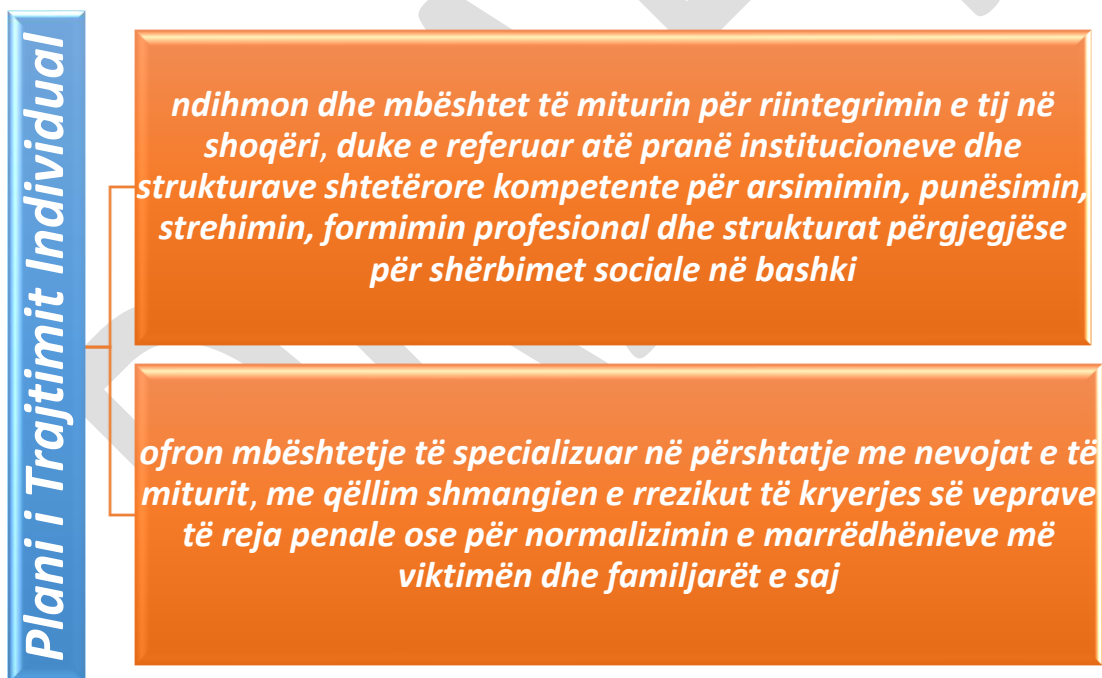 Plani i Trajtimit Individual
ndihmon dhe mbështet të miturin për riintegrimin e tij në
shoqëri, duke e referuar atë pranë institucioneve dhe
strukturave shtetërore kompetente për arsimimin, punësimin,
strehimin, formimin profesional dhe strukturat përgjegjëse
për shërbimet sociale në bashki
ofron mbështetje të specializuar në përshtatje me nevojat e të
miturit, me qëllim shmangien e rrezikut të kryerjes së veprave
të reja penale ose për normalizimin e marrëdhënieve më
viktimën dhe familjarët e saj